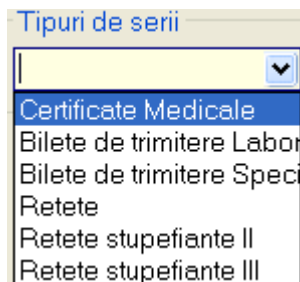 Tipuri de serii
Certificate Medicale
Bilete de trimitere Labor
Bilete de trimitere Speci
Retete
Retete stupefiante II
Retete stupefiante III